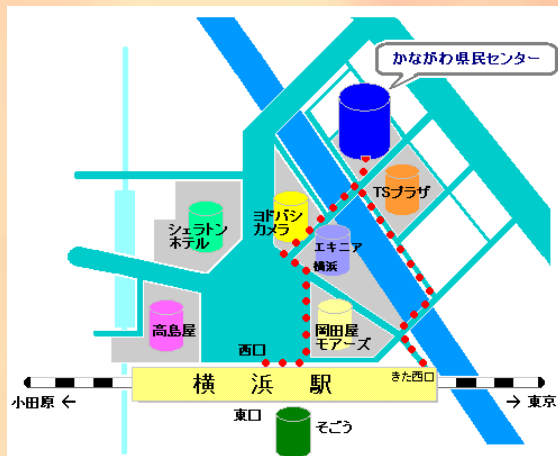 かながわ県民センター
TSプラザ
ヨドバシ
カメラ
シェラトン
ホテル
エキニア
横浜
高島屋
岡田屋
モアーズ
西口
きた西口
横浜駅
小田原 ←
→ 東京
東口
そごう